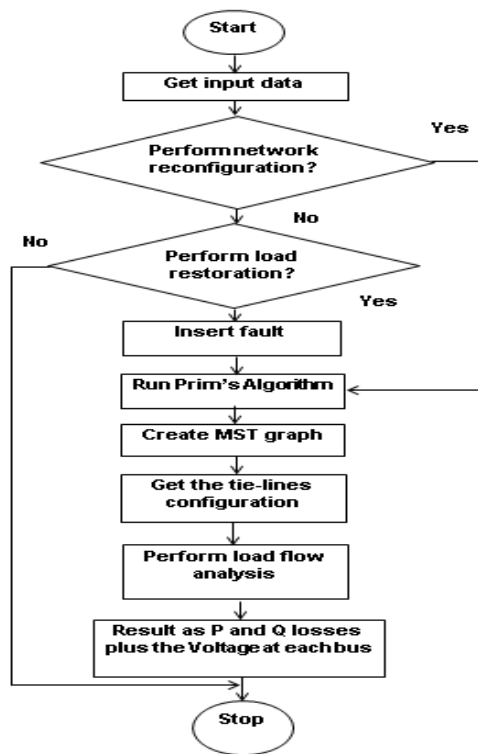 Start
Get input data
Perform network
reconfiguration?
Yes
No
No
Perform load
restoration?
Yes
Insert fault
Run Prim's Algorithm
Create MST graph
Get the tie-lines
configuration
Perform load flow
analysis
Result as P and Q losses
plus the Voltage at each bus
Stop